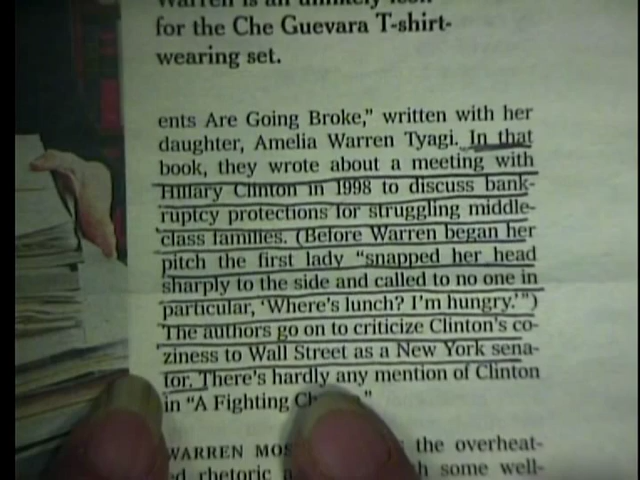 for the Che Guevara T-shirt-
wearing set.
ents Are Going Broke," written with her
daughter, Amelia Warren Tyagi. In that
book, they wrote about a meeting with
Hillary Clinton in 1998 to discuss bank-
ruptcy protections for struggling middle-
class families. (Before Warren began her
pitch the first lady "snapped her head
sharply to the side and called to no one in
particular, 'Where's lunch? I'm hungry.'")
The authors go on to criticize Clinton's co-
ziness to Wall Street as a New York sena-
tor. There's hardly any mention of Clinton
in "A Fighting
WARREN the overheat-
rhetoric some well-